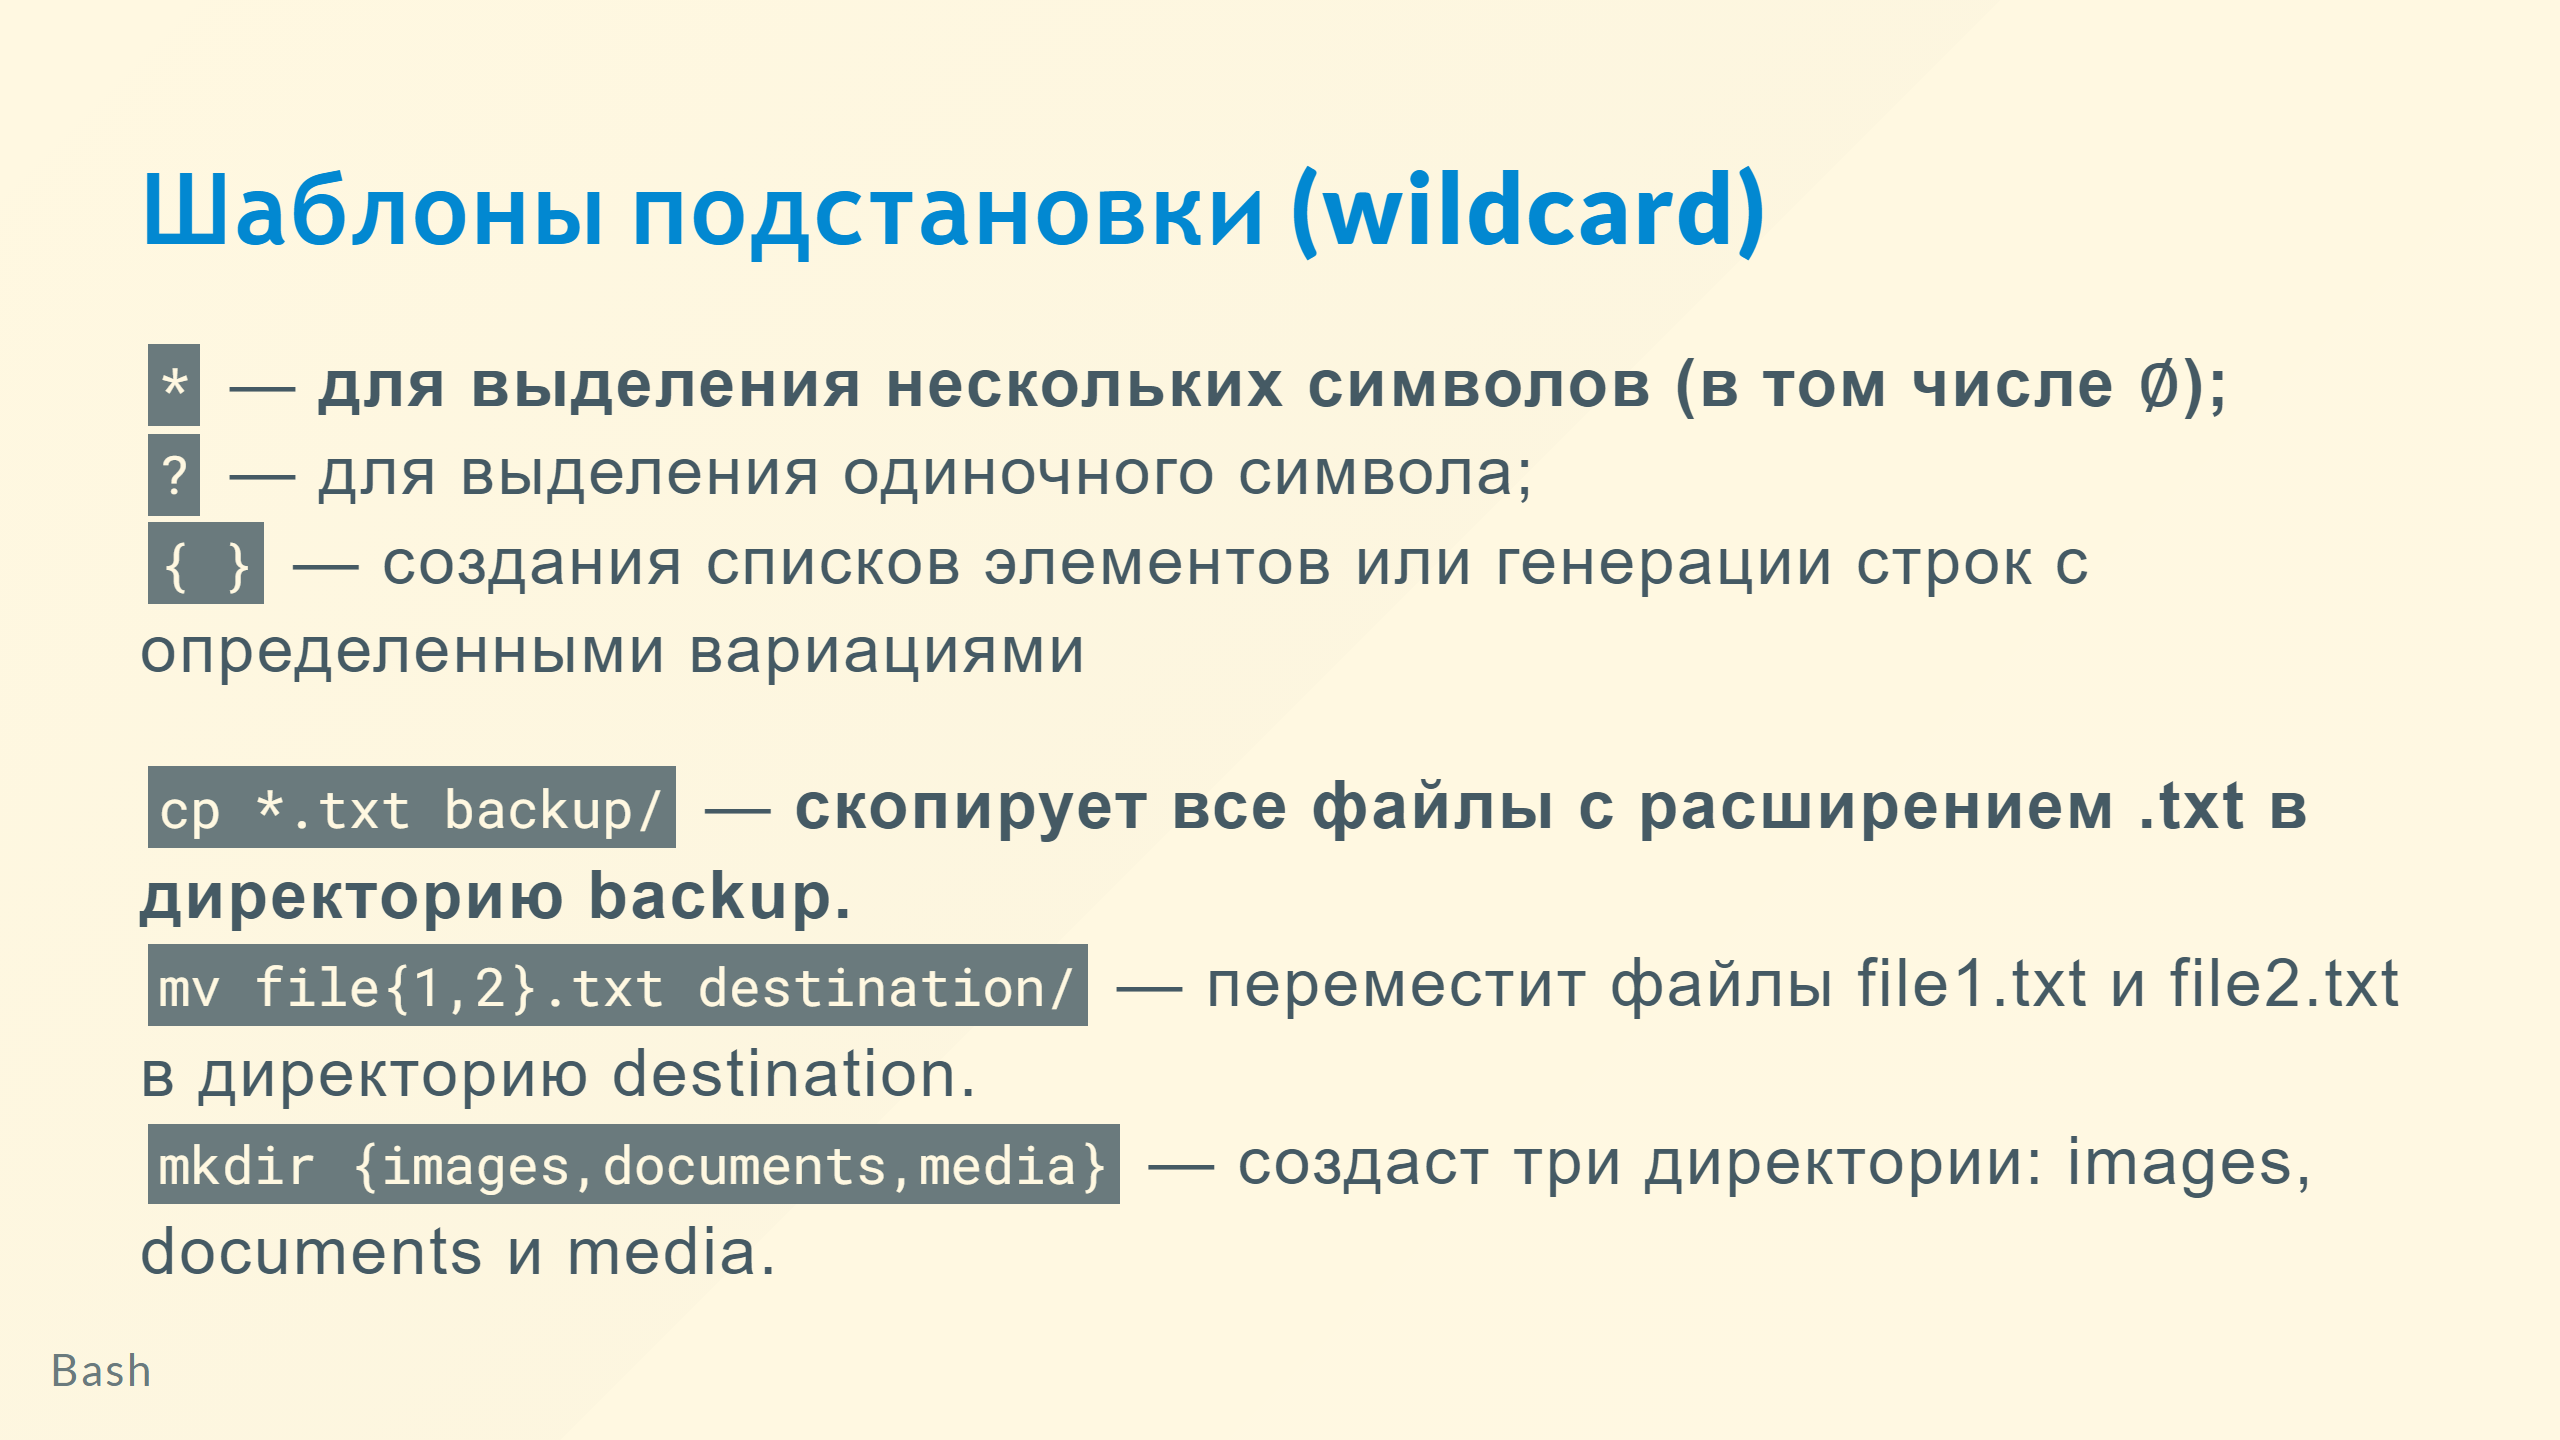 Шаблоны подстановки (wildcard)
* — для выделения нескольких символов (в том числе ∅);
? — для выделения одиночного символа;
{ } — создания списков элементов или генерации строк с
определенными вариациями
cp *.txt backup/ — скопирует все файлы с расширением .txt в
директорию backup.
mv file{1,2}.txt destination/ — переместит файлы file1.txt и file2.txt
в директорию destination.
mkdir {images,documents,media} — создаст три директории: images,
documents и media.
Bash